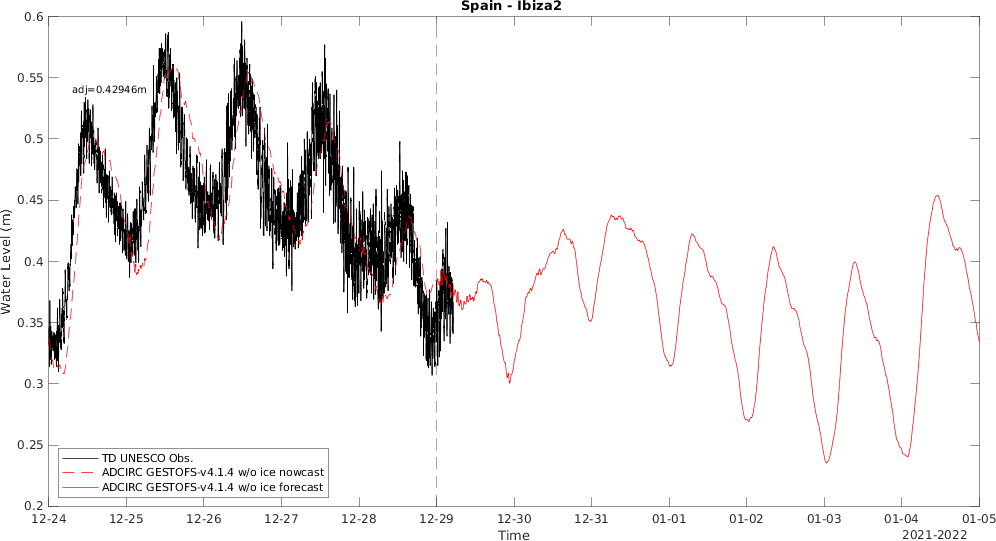 Spain - Ibiza2
0.6
0.55
0.5
0.45
0.4
0.35
0.3
0.25
0.2
Water Level (m)
adj=0.42946m
TD UNESCO Obs.
ADCIRC GESTOFS-v4.1.4 w/o ice nowcast
ADCIRC GESTOFS-v4.1.4 w/o ice forecast
12-24 12-25 12-26 12-27 12-28 12-29 12-30 12-31 01-01 01-02 01-03 01-04 01-05
Time
2021-2022